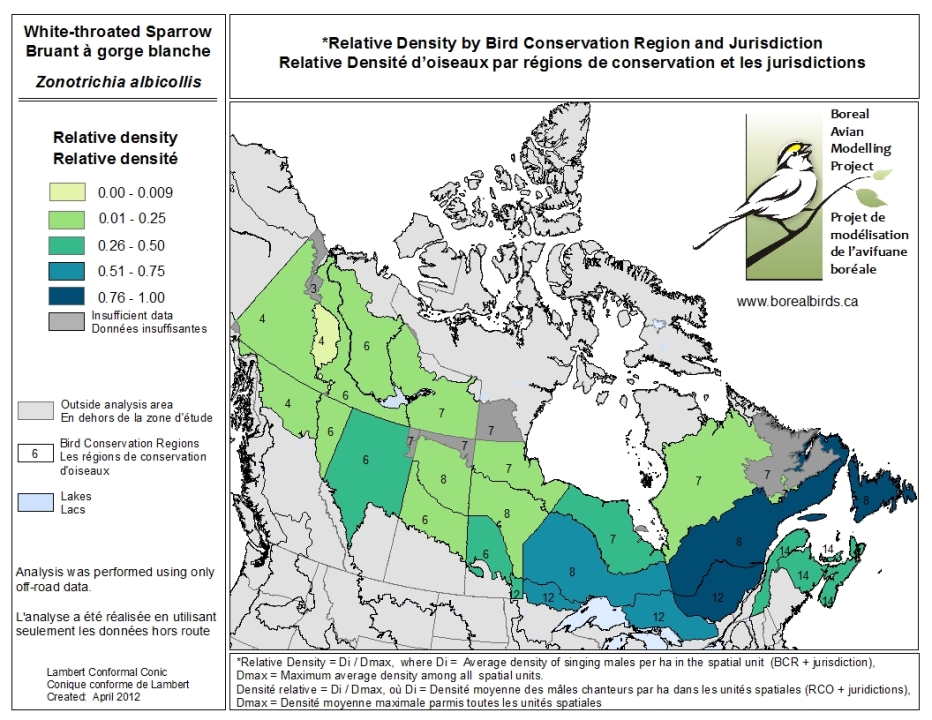 White-throated Sparrow
Bruant à gorge blanche
Zonotrichia albicollis
*Relative Density by Bird Conservation Region and Jurisdiction
Relative Densité d'oiseaux par régions de conservation et les jurisdictions
Relative density
Relative densité
0.00 - 0.009
0.01 - 0.25
0.26 - 0.50
0.51 - 0.75
0.76 - 1.00
Insufficient data
Données insuffisantes
Outside analysis area
En dehors de la zone d'étude
6
Bird Conservation Regions
Les régions de conservation
d'oiseaux
Lakes
Lacs
Analysis was performed using only
off-road data.
L'analyse a été réalisée en utilisant
seulement les données hors route
Lambert Conformal Conic
Conique conforme de Lambert
Created: April 2012
Boreal
Avian
Modelling
Project
Projet de
modélisation
de l'avifuane
boréale
www.borealbirds.ca
3
4
4
6
4
6
7
7
6
6
7
7
8
7
7
7
6
8
7
8
6
8
8
12
12
12
12
14
14
14
14
*Relative Density = Di / Dmax, where Di = Average density of singing males per ha in the spatial unit (BCR + jurisdiction),
Dmax = Maximum average density among all spatial units.
Densité relative = Di / Dmax, où Di = Densité moyenne des mâles chanteurs par ha dans les unités spatiales (RCO + juridictions),
Dmax = Densité moyenne maximale parmis toutes les unités spatiales